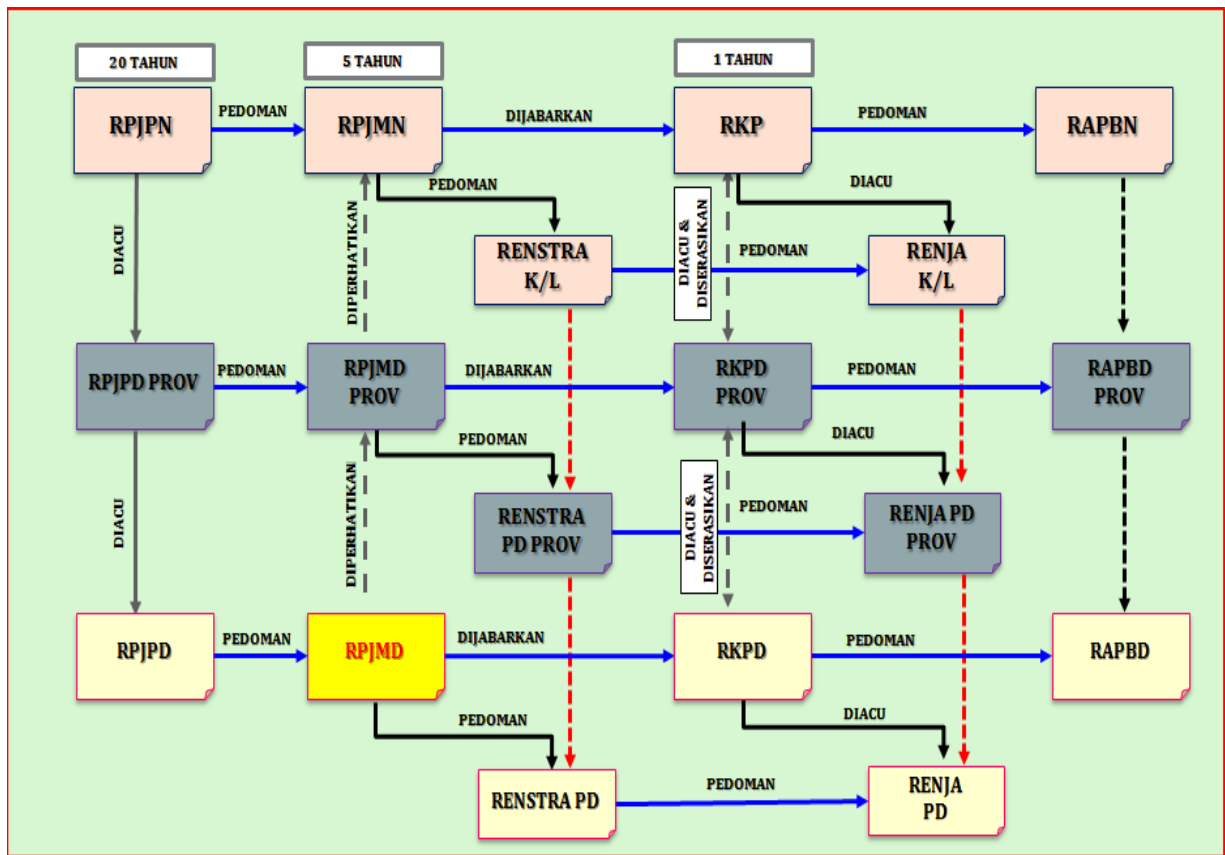 20 TAHUN
5 TAHUN
1 TAHUN
RPJPN
PEDOMAN
RPJMN
DIJABARKAN
RKP
PEDOMAN
RAPBN
DIACU
DIPERHATIKAN
PEDOMAN
DIACU &
DISERASIKAN
DIACU
RENSTRA
K/L
PEDOMAN
RENJA
K/L
RPJPD PROV
PEDOMAN
RPJMD
PROV
DIJABARKAN
RKPD
PROV
PEDOMAN
RAPBD
PROV
DIACU
DIPERHATIKAN
PEDOMAN
DIACU &
DISERASIKAN
DIACU
RENSTRA
PD PROV
PEDOMAN
RENJA PD
PROV
RPJPD
PEDOMAN
RPJMD
DIJABARKAN
RKPD
PEDOMAN
RAPBD
PEDOMAN
DIACU
RENSTRA PD
PEDOMAN
RENJA
PD